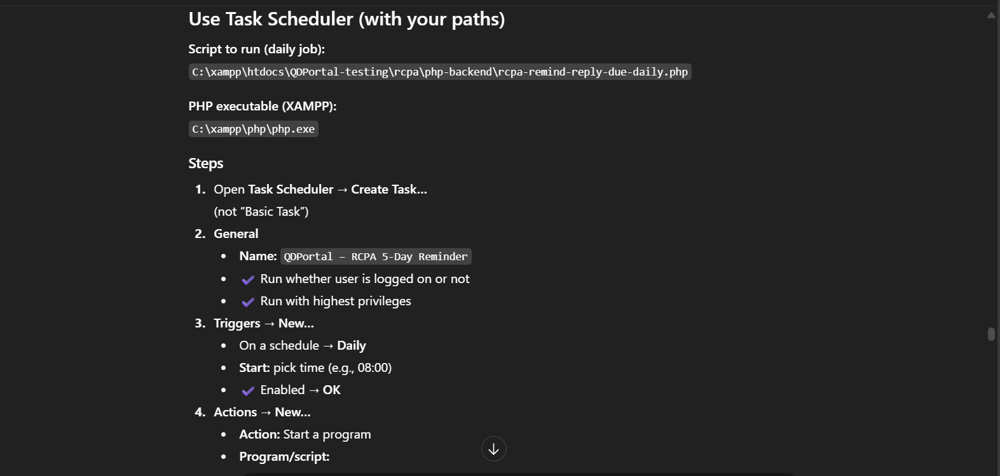 Use Task Scheduler (with your paths)
Script to run (daily job):
C:\xampp\htdocs\QDPortal-testing\rcpa\php-backend\rcpa-remind-reply-due-daily.php
PHP executable (XAMPP):
C:\xampp\php\php.exe
Steps
1. Open Task Scheduler → Create Task…
(not “Basic Task”)
2. General
• Name: QDPortal – RCPA 5-Day Reminder
• ✔ Run whether user is logged on or not
• ✔ Run with highest privileges
3. Triggers → New…
• On a schedule → Daily
• Start: pick time (e.g., 08:00)
• ✔ Enabled → OK
4. Actions → New…
• Action: Start a program
• Program/script: